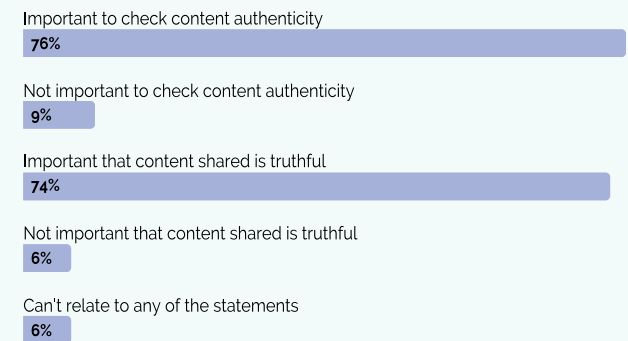 Important to check content authenticity
76%
Not important to check content authenticity
9%
Important that content shared is truthful
74%
Not important that content shared is truthful
6%
Can't relate to any of the statements
6%